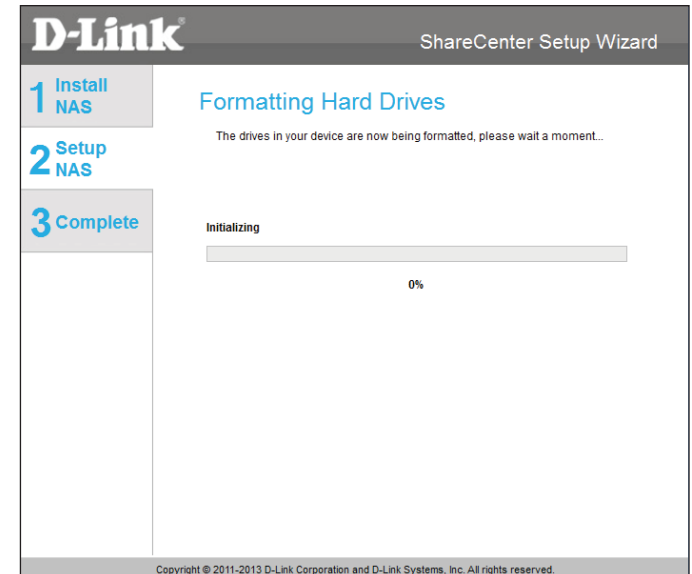 D-Link®
ShareCenter Setup Wizard
1 Install
NAS
2 Setup
NAS
3 Complete
Formatting Hard Drives
The drives in your device are now being formatted, please wait a moment...
Initializing
0%
Copyright © 2011-2013 D-Link Corporation and D-Link Systems, Inc. All rights reserved.